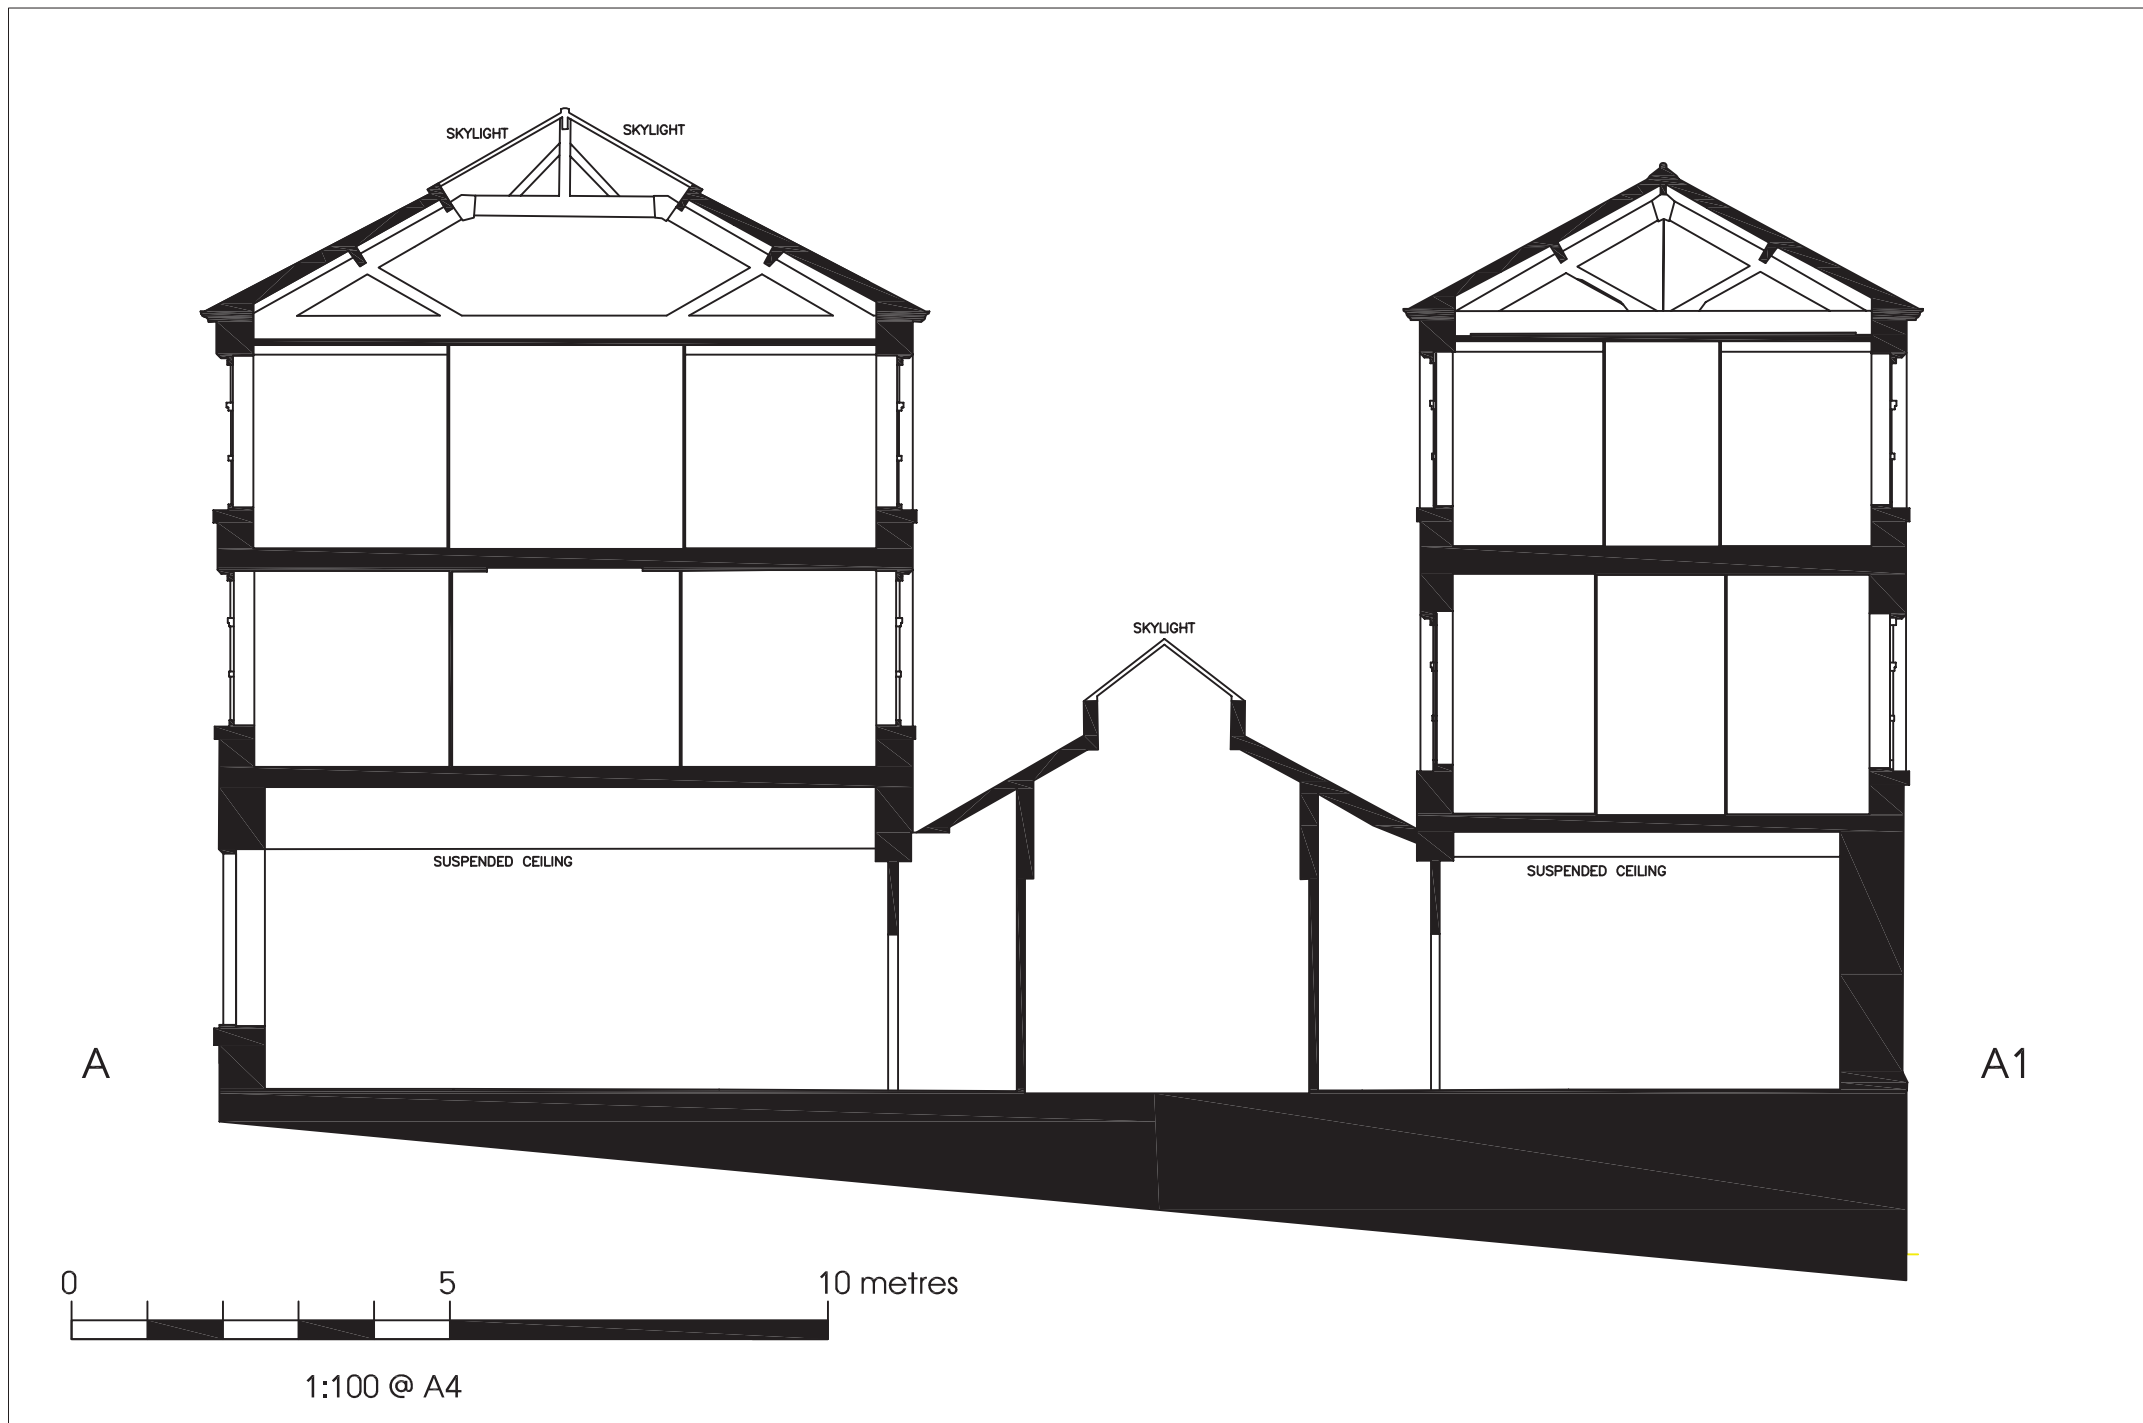 SKYLIGHT
SKYLIGHT
SKYLIGHT
SUSPENDED CEILING
SUSPENDED CEILING
A
A1
0 5 10 metres
1:100 @ A4